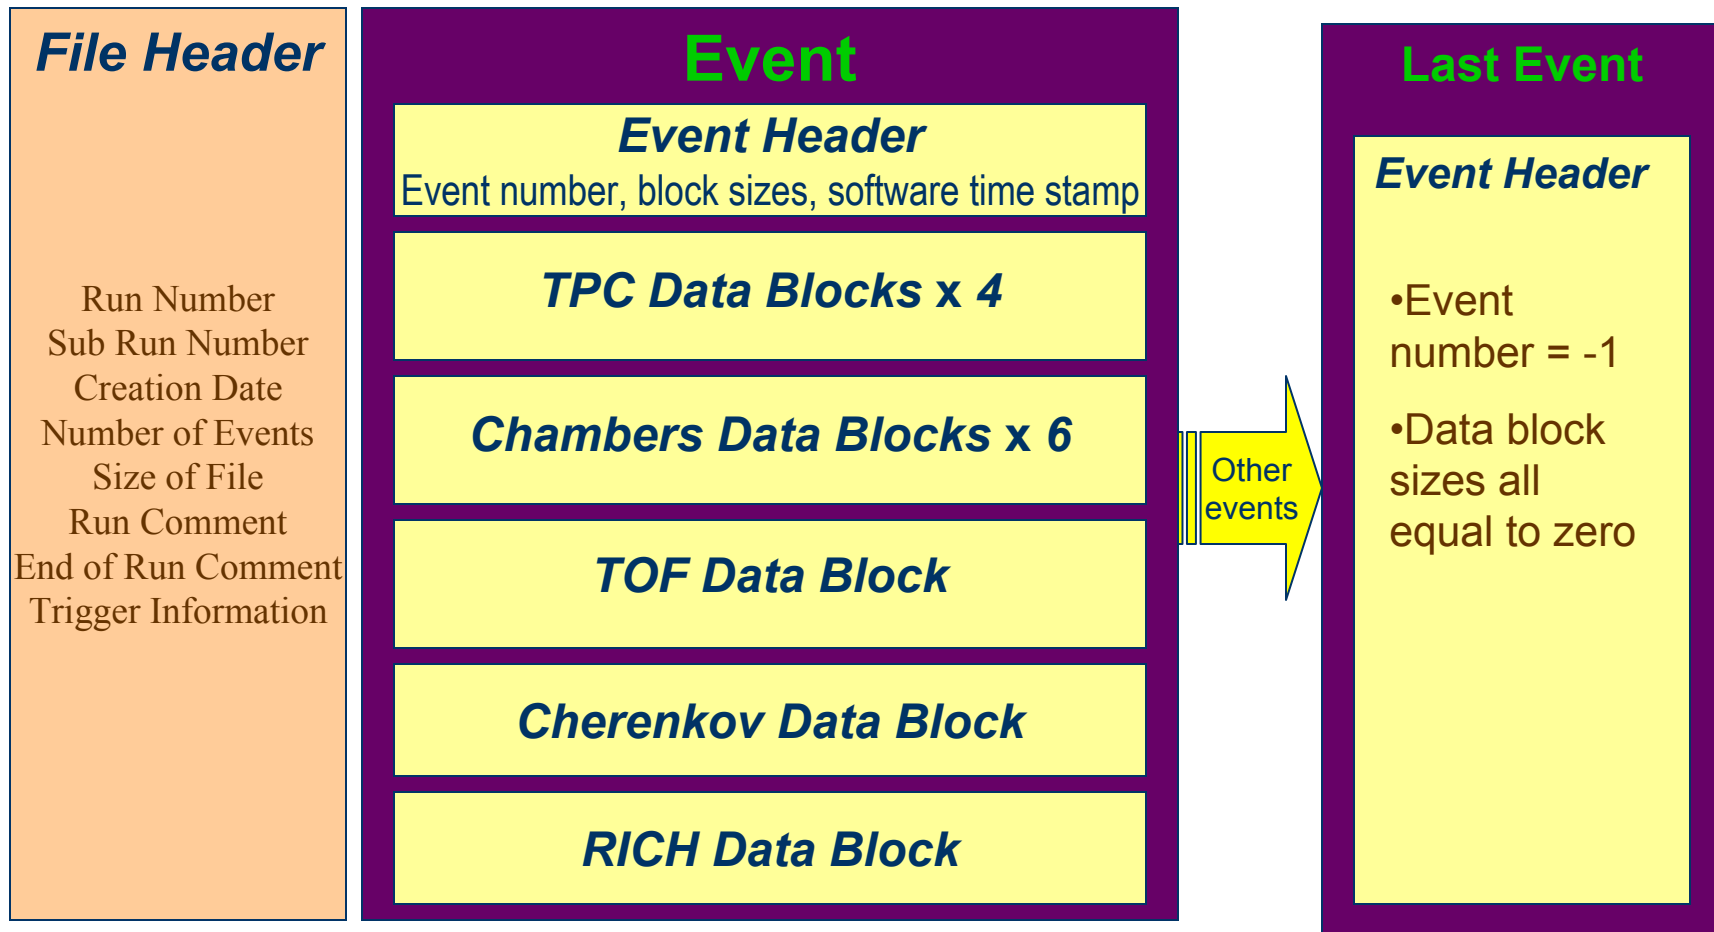 File Header
Run Number
Sub Run Number
Creation Date
Number of Events
Size of File
Run Comment
End of Run Comment
Trigger Information
Event
Event Header
Event number, block sizes, software time stamp
TPC Data Blocks x 4
Chambers Data Blocks x 6
TOF Data Block
Cherenkov Data Block
RICH Data Block
Other
events
Last Event
Event Header
•Event
number = -1
•Data block
sizes all
equal to zero